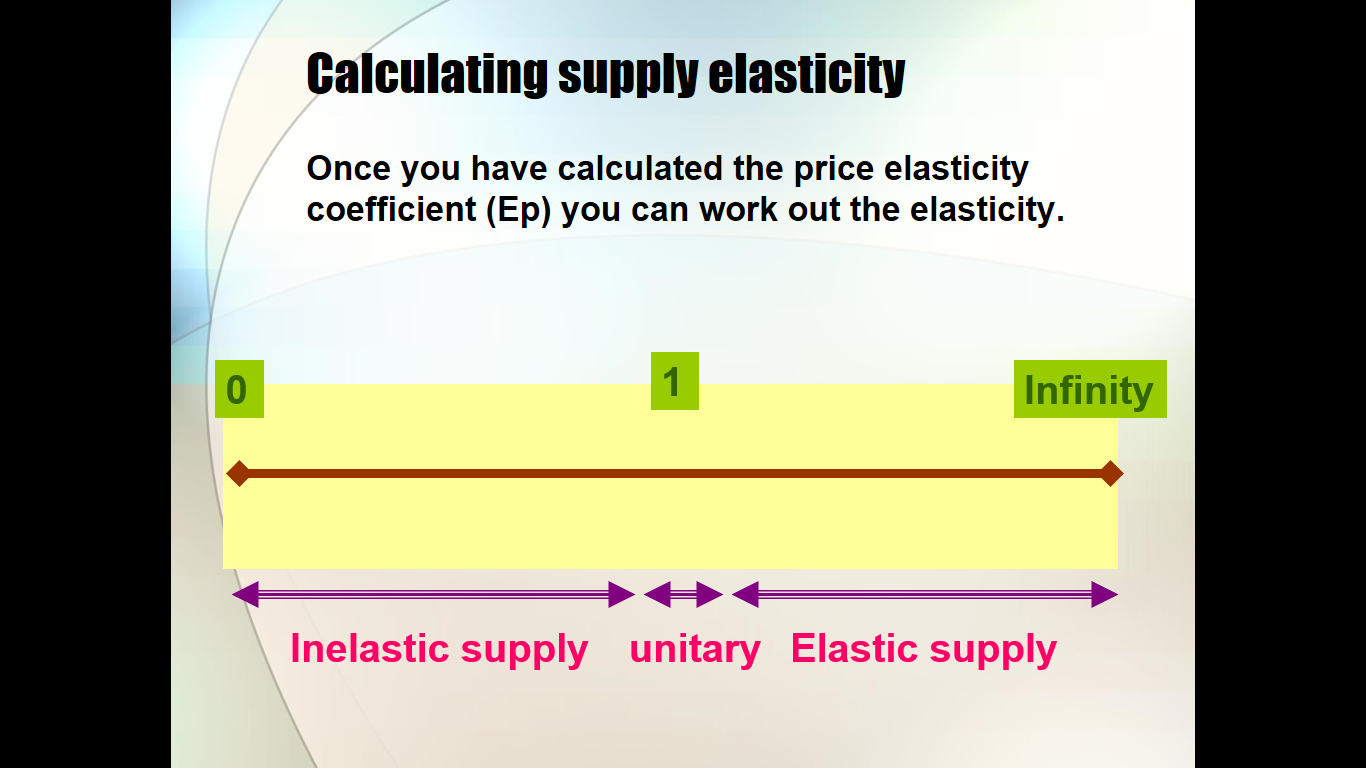 Calculating supply elasticity
Once you have calculated the price elasticity
coefficient (Ep) you can work out the elasticity.
0
1
Infinity
Inelastic supply
unitary
Elastic supply